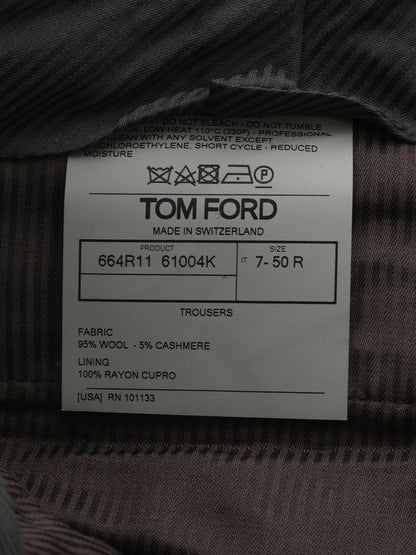 DO NOT BLEACH - DO NOT TUMBLE
LOW HEAT 110°C (230F) - PROFESSIONAL
CLEAN WITH ANY SOLVENT EXCEPT
SHORT CYCLE - REDUCED
MOISTURE
P
TOM FORD
MADE IN SWITZERLAND
PRODUCT SIZE
664R11 61004K IT 7- 50 R
TROUSERS
FABRIC
95% WOOL - 5% CASHMERE
LINING
100% RAYON CUPRO
[USA] RN 101133